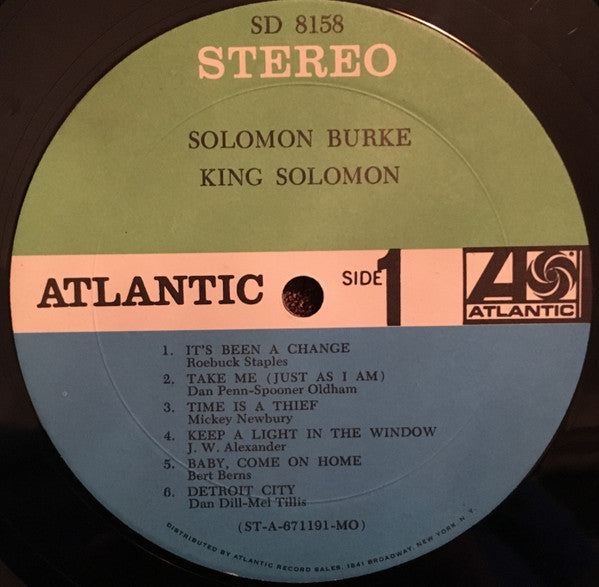 SD 8158
STEREO
SOLOMON BURKE
KING SOLOMON
ATLANTIC
SIDE 1
ATLANTIC
1. IT'S BEEN A CHANGE
Roebuck Staples
2. TAKE ME (JUST AS I AM)
Dan Penn-Spooner Oldham
3. TIME IS A THIEF
Mickey Newbury
4. KEEP A LIGHT IN THE WINDOW
J. W. Alexander
5. BABY, COME ON HOME
Bert Berns
6. DETROIT CITY
Dan Dill-Mel Tillis
(ST-A-671191-MO)
DISTRIBUTED BY ATLANTIC RECORD SALES, 1841 BROADWAY, NEW YORK, N. Y.